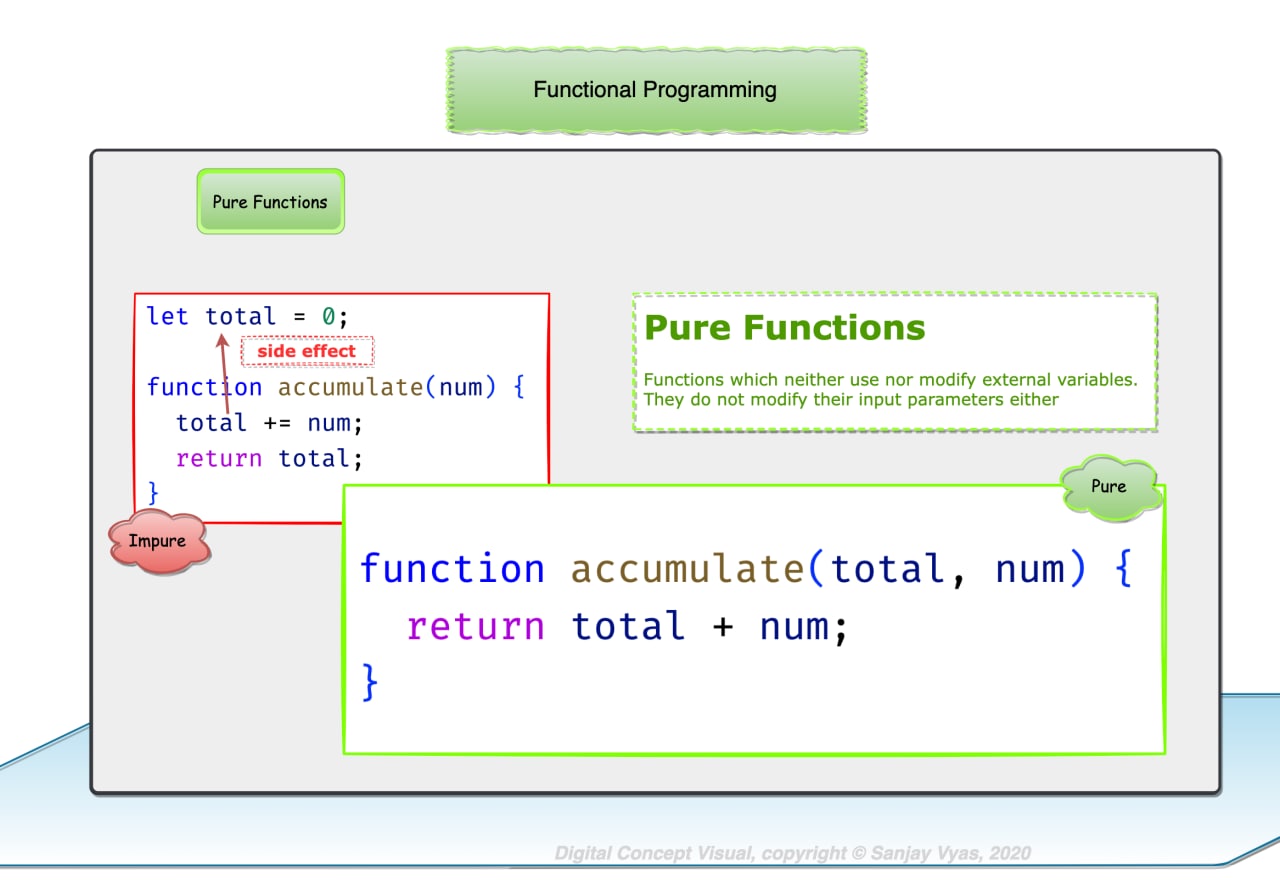 Functional Programming
Pure Functions
let total = 0;
side effect
function accumulate(num) {
  total += num;
  return total;
}
Impure
Pure Functions
Functions which neither use nor modify external variables.
They do not modify their input parameters either
Pure
function accumulate(total, num) {
  return total + num;
}
Digital Concept Visual, copyright © Sanjay Vyas, 2020